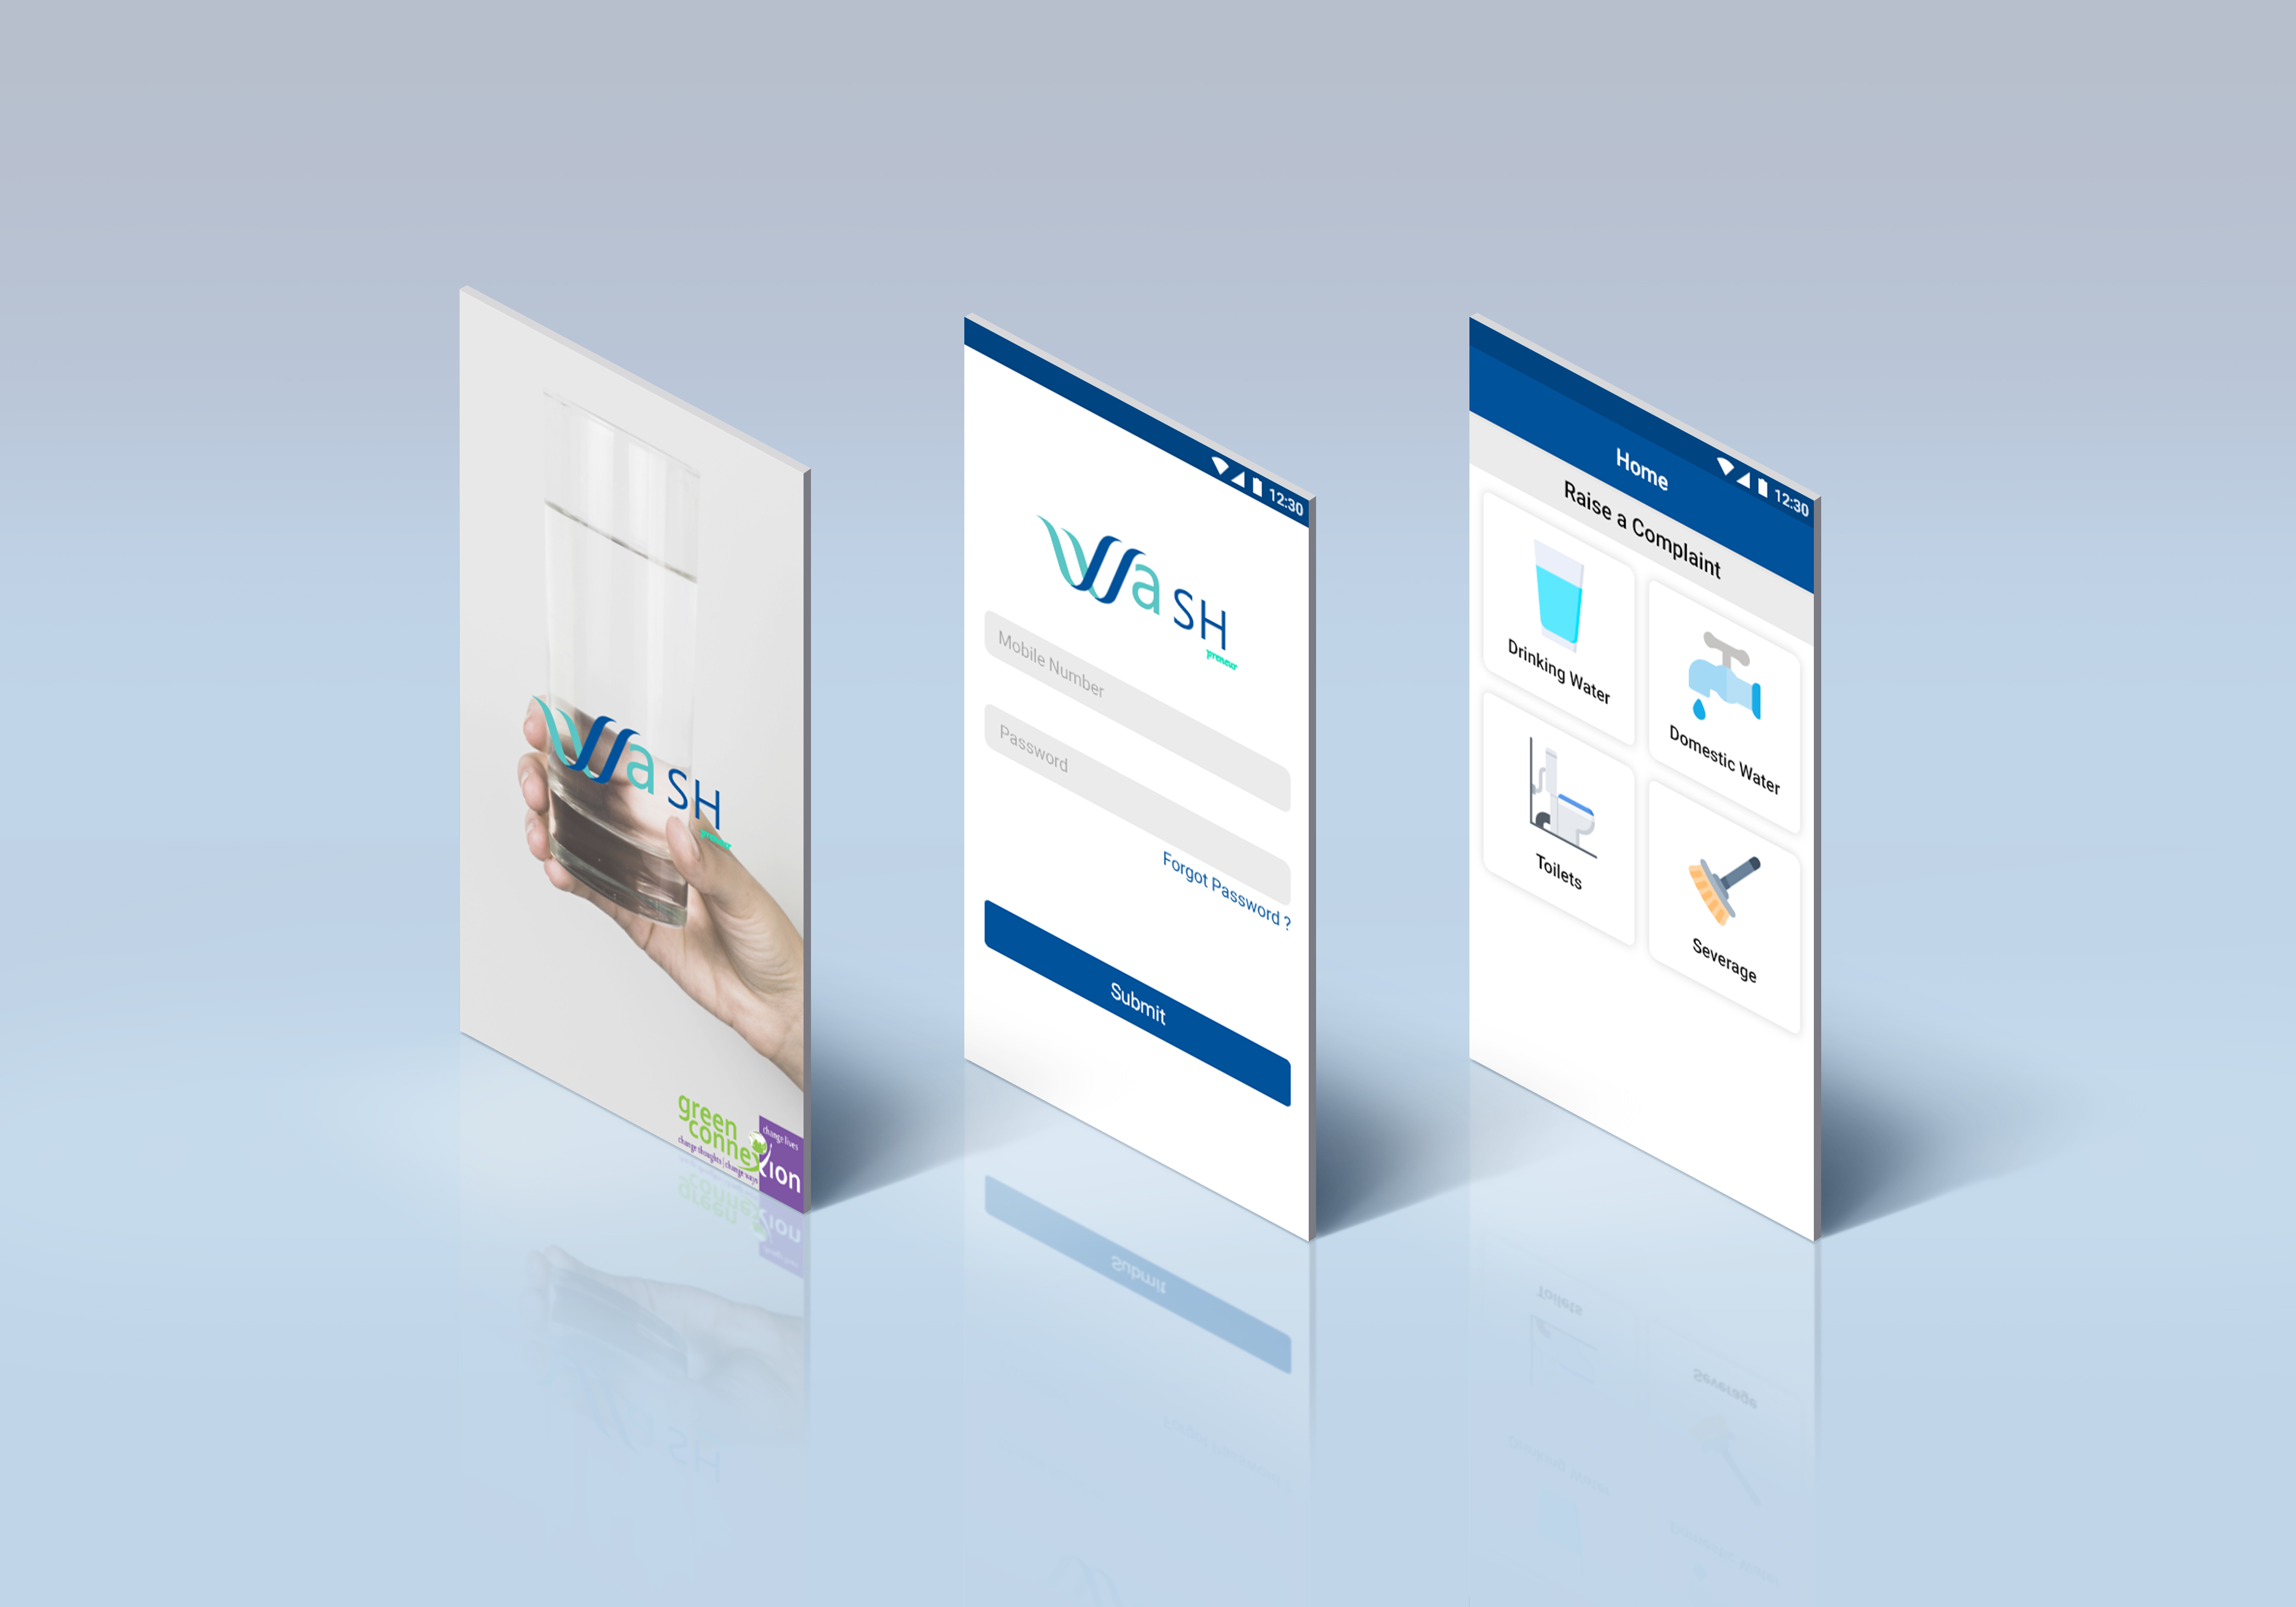 WaSH
preneur
green
connexion
change lives
change thoughts | change ways
12:30
WaSH
preneur
Mobile Number
Password
Forgot Password ?
Submit
12:30
Home
Raise a Complaint
Drinking Water
Domestic Water
Toilets
Severage